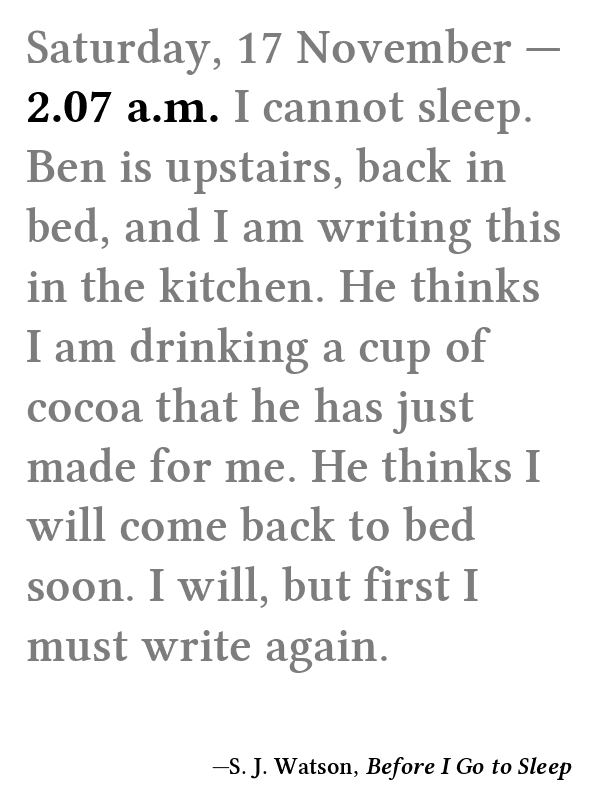 Saturday, 17 November —
2.07 a.m. I cannot sleep.
Ben is upstairs, back in
bed, and I am writing this
in the kitchen. He thinks
I am drinking a cup of
cocoa that he has just
made for me. He thinks I
will come back to bed
soon. I will, but first I
must write again.
—S. J. Watson, Before I Go to Sleep